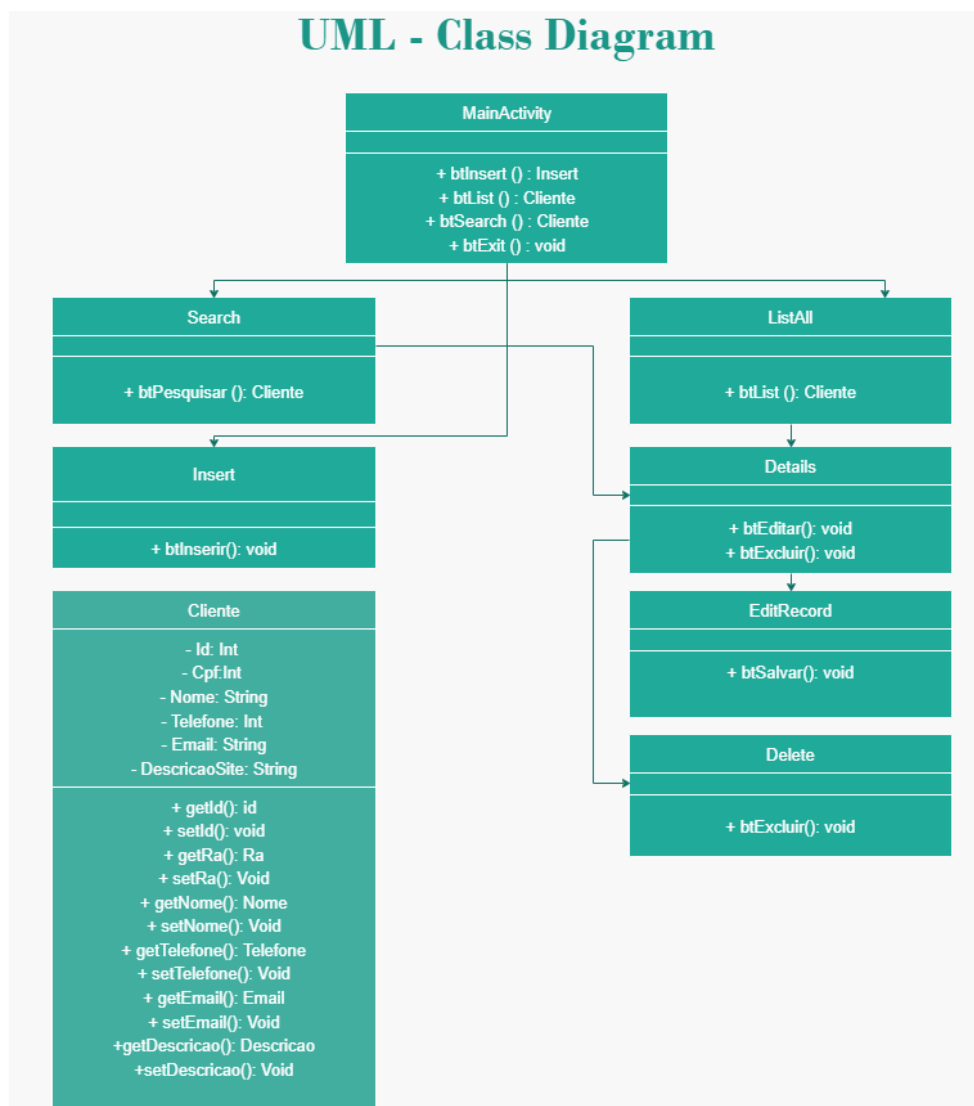 UML - Class Diagram
MainActivity
+ btInsert () : Insert
+ btList () : Cliente
+ btSearch () : Cliente
+ btExit () : void
Search
+ btPesquisar (): Cliente
ListAll
+ btList (): Cliente
Insert
+ btInserir(): void
Details
+ btEditar(): void
+ btExcluir(): void
Cliente
- Id: Int
- Cpf:Int
- Nome: String
- Telefone: Int
- Email: String
- DescricaoSite: String
+ getId(): id
+ setId(): void
+ getRa(): Ra
+ setRa(): Void
+ getNome(): Nome
+ setNome(): Void
+ getTelefone(): Telefone
+ setTelefone(): Void
+ getEmail(): Email
+ setEmail(): Void
+getDescricao(): Descricao
+setDescricao(): Void
EditRecord
+ btSalvar(): void
Delete
+ btExcluir(): void